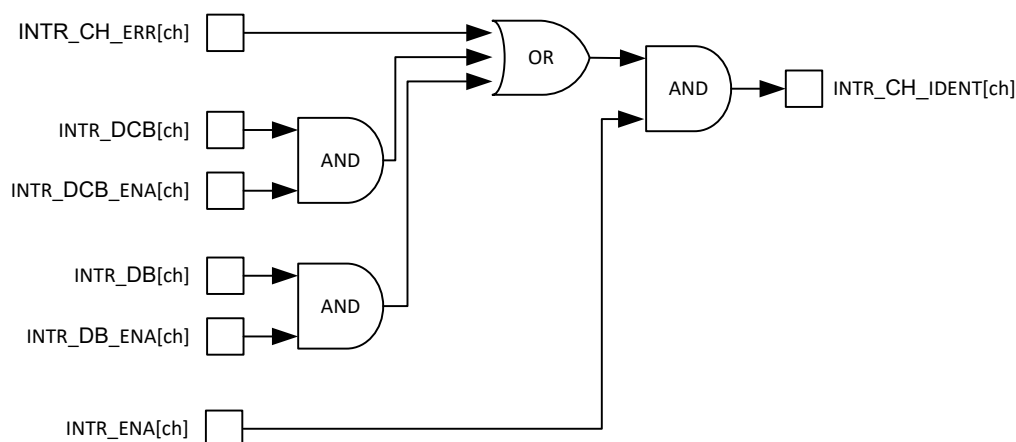 INTR_CH_ERR[ch]
OR
AND
INTR_CH_IDENT[ch]
INTR_DCB[ch]
AND
INTR_DCB_ENA[ch]
INTR_DB[ch]
AND
INTR_DB_ENA[ch]
INTR_ENA[ch]